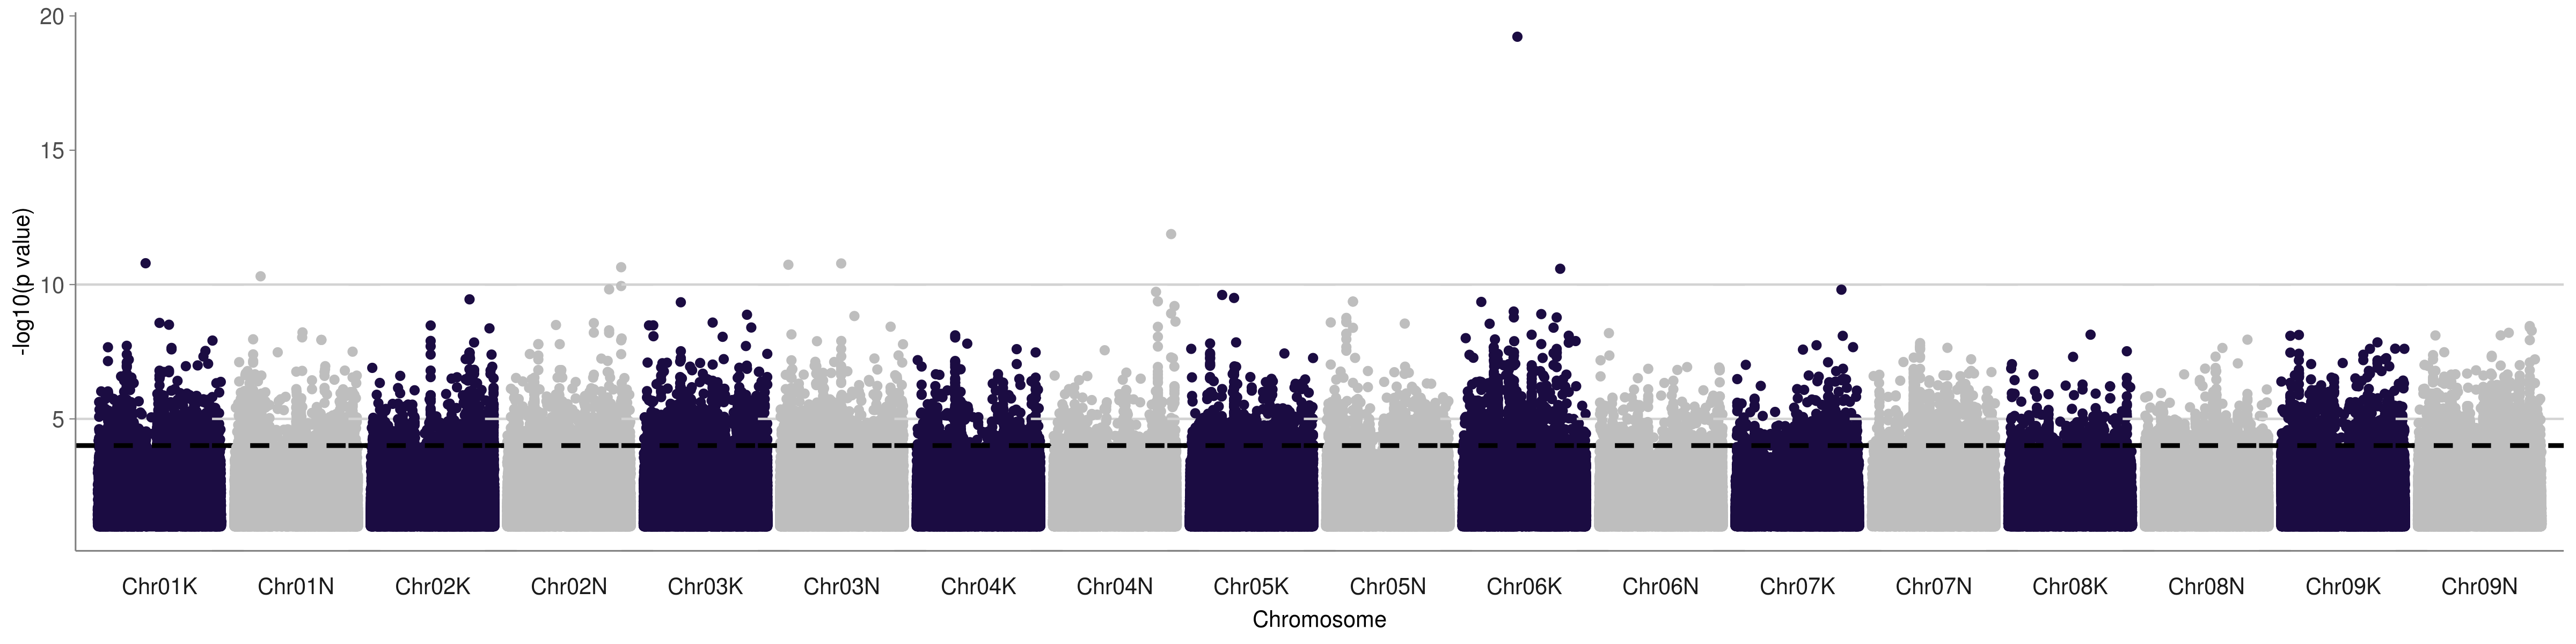 20
15
10
5
-log10(p value)
Chr01K Chr01N Chr02K Chr02N Chr03K Chr03N Chr04K Chr04N Chr05K Chr05N Chr06K Chr06N Chr07K Chr07N Chr08K Chr08N Chr09K Chr09N
Chromosome